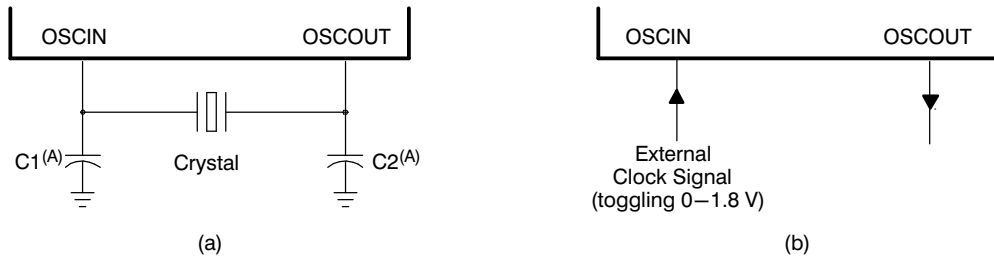 OSCIN OSCOUT
C1(A) Crystal C2(A)
(a)
OSCIN OSCOUT
External
Clock Signal
(toggling 0–1.8 V)
(b)